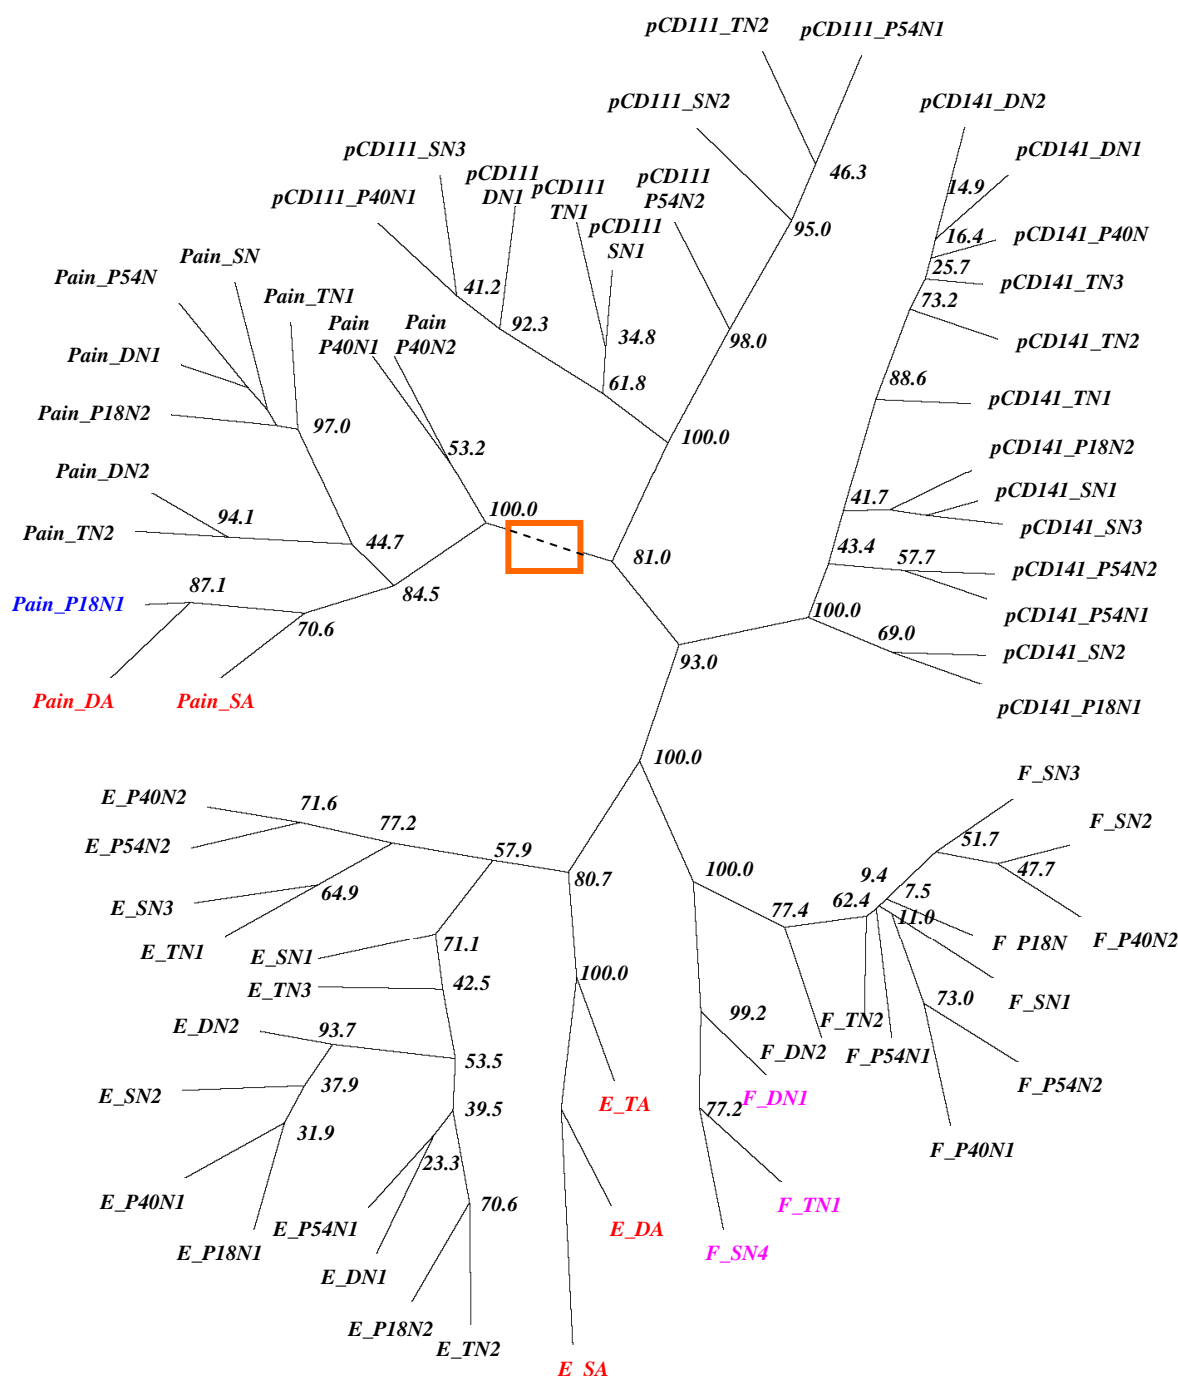 pCD111_TN2
pCD111_P54N1
pCD111_SN2
pCD141_DN2
pCD111_SN3
pCD141_DN1
46.3
pCD111
DN1
pCD111
TN1
pCD111
P54N2
14.9
pCD111_P40N1
pCD111
SN1
95.0
16.4
pCD141_P40N
Pain_SN
Pain_P54N
25.7
pCD141_TN3
41.2
Pain_TN1
73.2
92.3
Pain
P40N1
Pain
P40N2
34.8
98.0
pCD141_TN2
Pain_DN1
61.8
88.6
pCD141_TN1
Pain_P18N2
97.0
53.2
100.0
pCD141_P18N2
Pain_DN2
41.7
pCD141_SN1
94.1
100.0
pCD141_SN3
Pain_TN2
44.7
81.0
43.4
57.7
pCD141_P54N2
87.1
84.5
Pain_P18N1
100.0
pCD141_P54N1
70.6
69.0
pCD141_SN2
93.0
Pain_DA
Pain_SA
pCD141_P18N1
100.0
F_SN3
E_P40N2
71.6
77.2
F_SN2
51.7
E_P54N2
57.9
80.7
100.0
9.4
47.7
64.9
62.4
7.5
E_SN3
77.4
11.0
E_TN1
71.1
F_P18N
F_P40N2
E_SN1
100.0
E_TN3
42.5
F_SN1
73.0
99.2
F_TN2
E_DN2
93.7
53.5
F_DN2
F_P54N1
37.9
F_P54N2
E_SN2
E_TA
F_DN1
39.5
77.2
31.9
F_P40N1
23.3
E_P40N1
70.6
F_TN1
E_P54N1
E_DA
F_SN4
E_P18N1
E_DN1
E_P18N2
E_TN2
E_SA